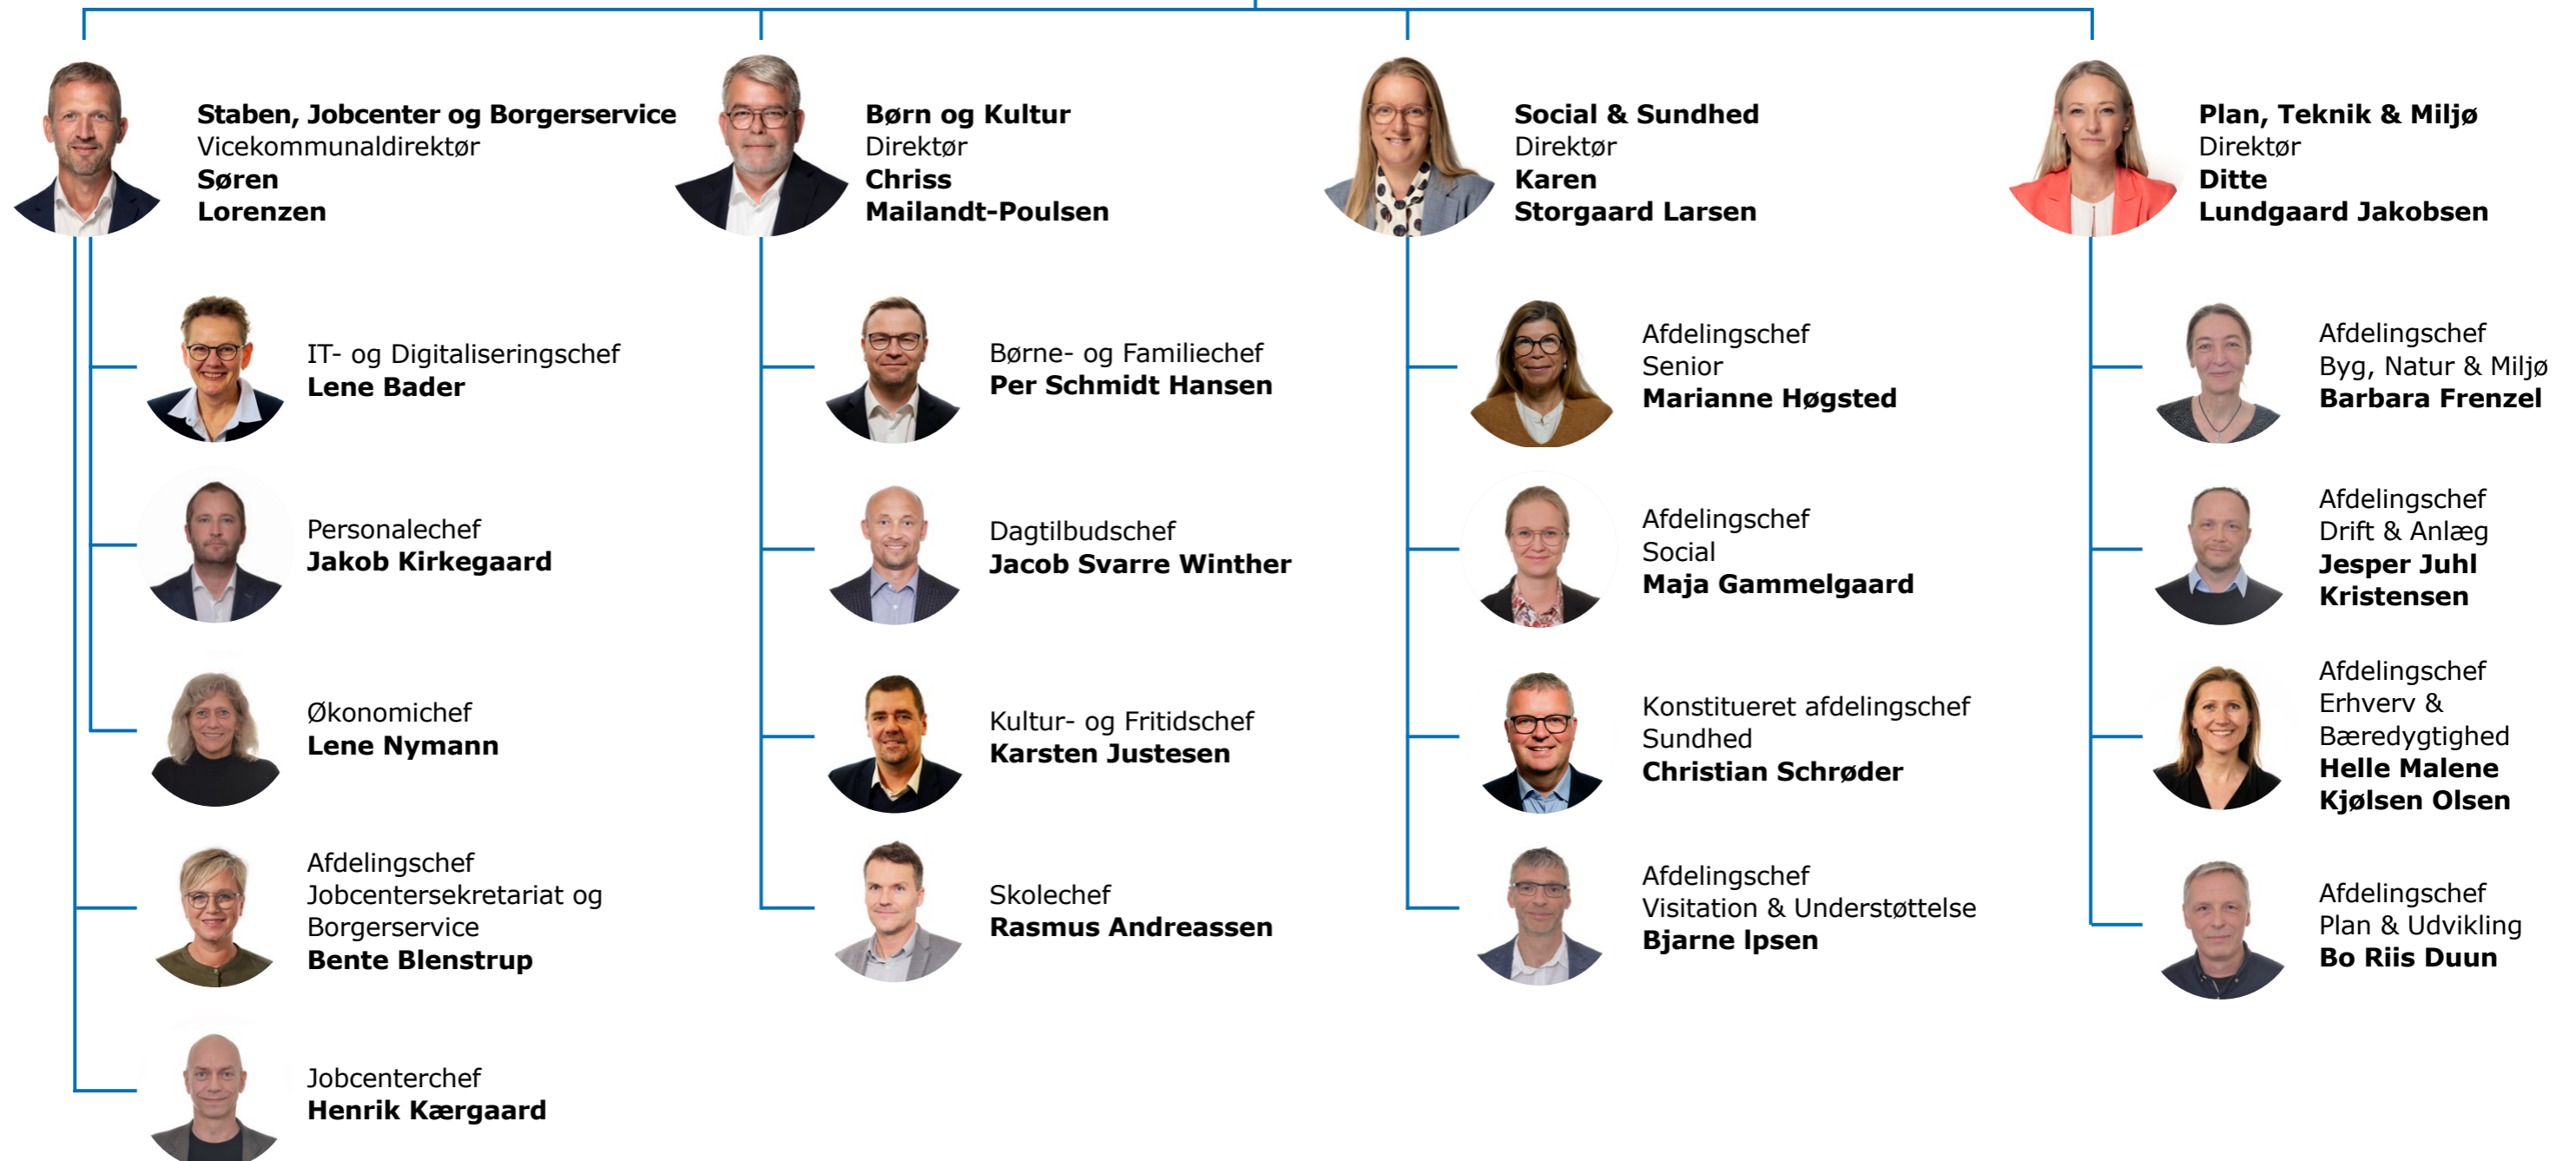 Staben, Jobcenter og Borgerservice
Vicekommunaldirektør
Søren
Lorenzen
IT- og Digitaliseringschef
Lene Bader
Personalechef
Jakob Kirkegaard
Økonomichef
Lene Nymann
Afdelingschef
Jobcentersekretariat og
Borgerservice
Bente Blenstrup
Jobcenterchef
Henrik Kærgaard
Børn og Kultur
Direktør
Chriss
Mailandt-Poulsen
Børne- og Familiechef
Per Schmidt Hansen
Dagtilbudschef
Jacob Svarre Winther
Kultur- og Fritidschef
Karsten Justesen
Skolechef
Rasmus Andreassen
Social & Sundhed
Direktør
Karen
Storgaard Larsen
Afdelingschef
Senior
Marianne Høgsted
Afdelingschef
Social
Maja Gammelgaard
Konstitueret afdelingschef
Sundhed
Christian Schrøder
Afdelingschef
Visitation & Understøttelse
Bjarne lpsen
Plan, Teknik & Miljø
Direktør
Ditte
Lundgaard Jakobsen
Afdelingschef
Byg, Natur & Miljø
Barbara Frenzel
Afdelingschef
Drift & Anlæg
Jesper Juhl
Kristensen
Afdelingschef
Erhverv &
Bæredygtighed
Helle Malene
Kjølsen Olsen
Afdelingschef
Plan & Udvikling
Bo Riis Duun